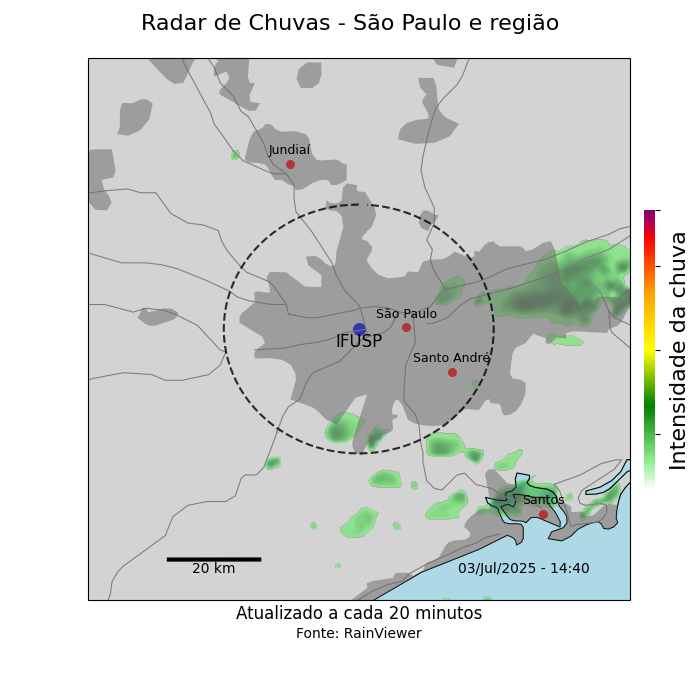 Radar de Chuvas - São Paulo e região
Jundiaí
São Paulo
IFUSP
Santo André
Santos
20 km
03/Jul/2025 - 14:40
Intensidade da chuva
Atualizado a cada 20 minutos
Fonte: RainViewer